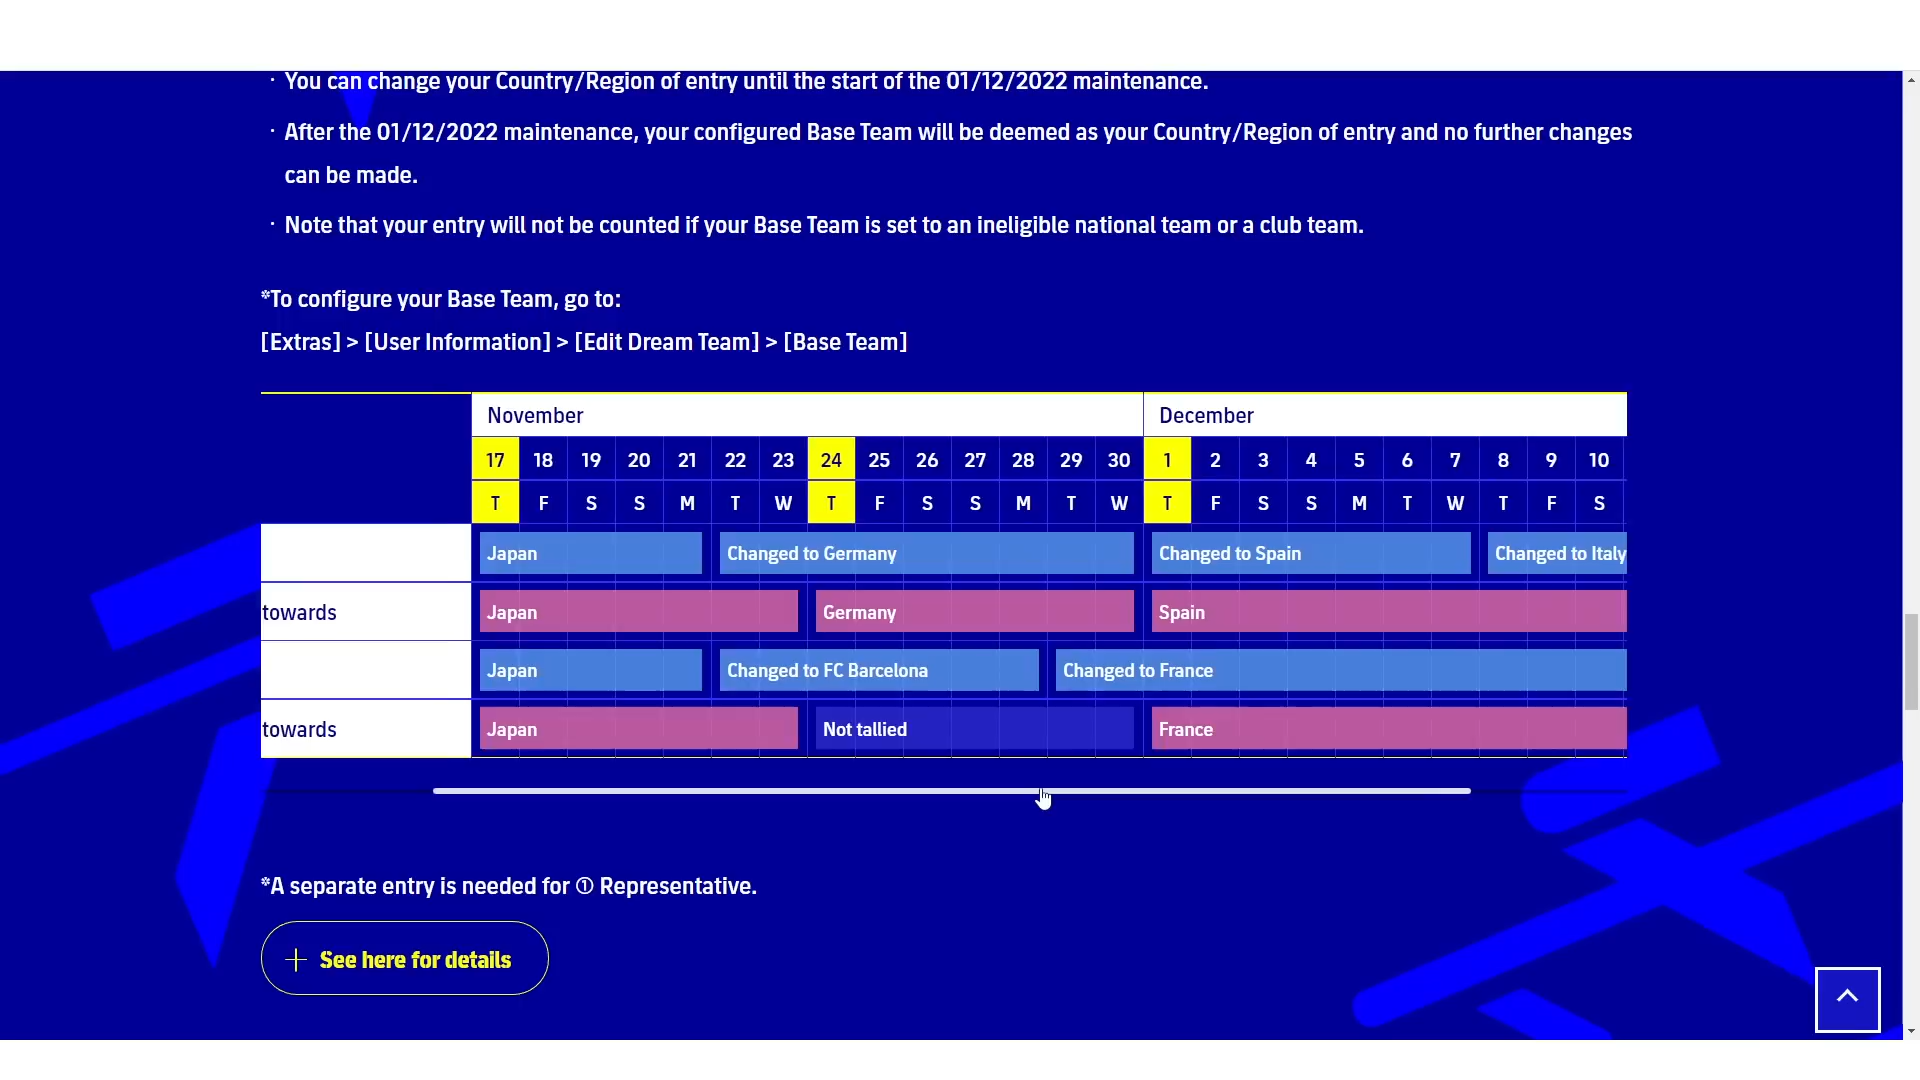 · You can change your Country/Region of entry until the start of the 01/12/2022 maintenance.
· After the 01/12/2022 maintenance, your configured Base Team will be deemed as your Country/Region of entry and no further changes
can be made.
· Note that your entry will not be counted if your Base Team is set to an ineligible national team or a club team.
*To configure your Base Team, go to:
[Extras] > [User Information] > [Edit Dream Team] > [Base Team]
November December
17 18 19 20 21 22 23 24 25 26 27 28 29 30 1 2 3 4 5 6 7 8 9 10
T F S S M T W T F S S M T W T F S S M T W T F S
Japan Changed to Germany Changed to Spain Changed to Italy
towards Japan Germany Spain
Japan Changed to FC Barcelona Changed to France
towards Japan Not tallied France
*A separate entry is needed for ① Representative.
See here for details